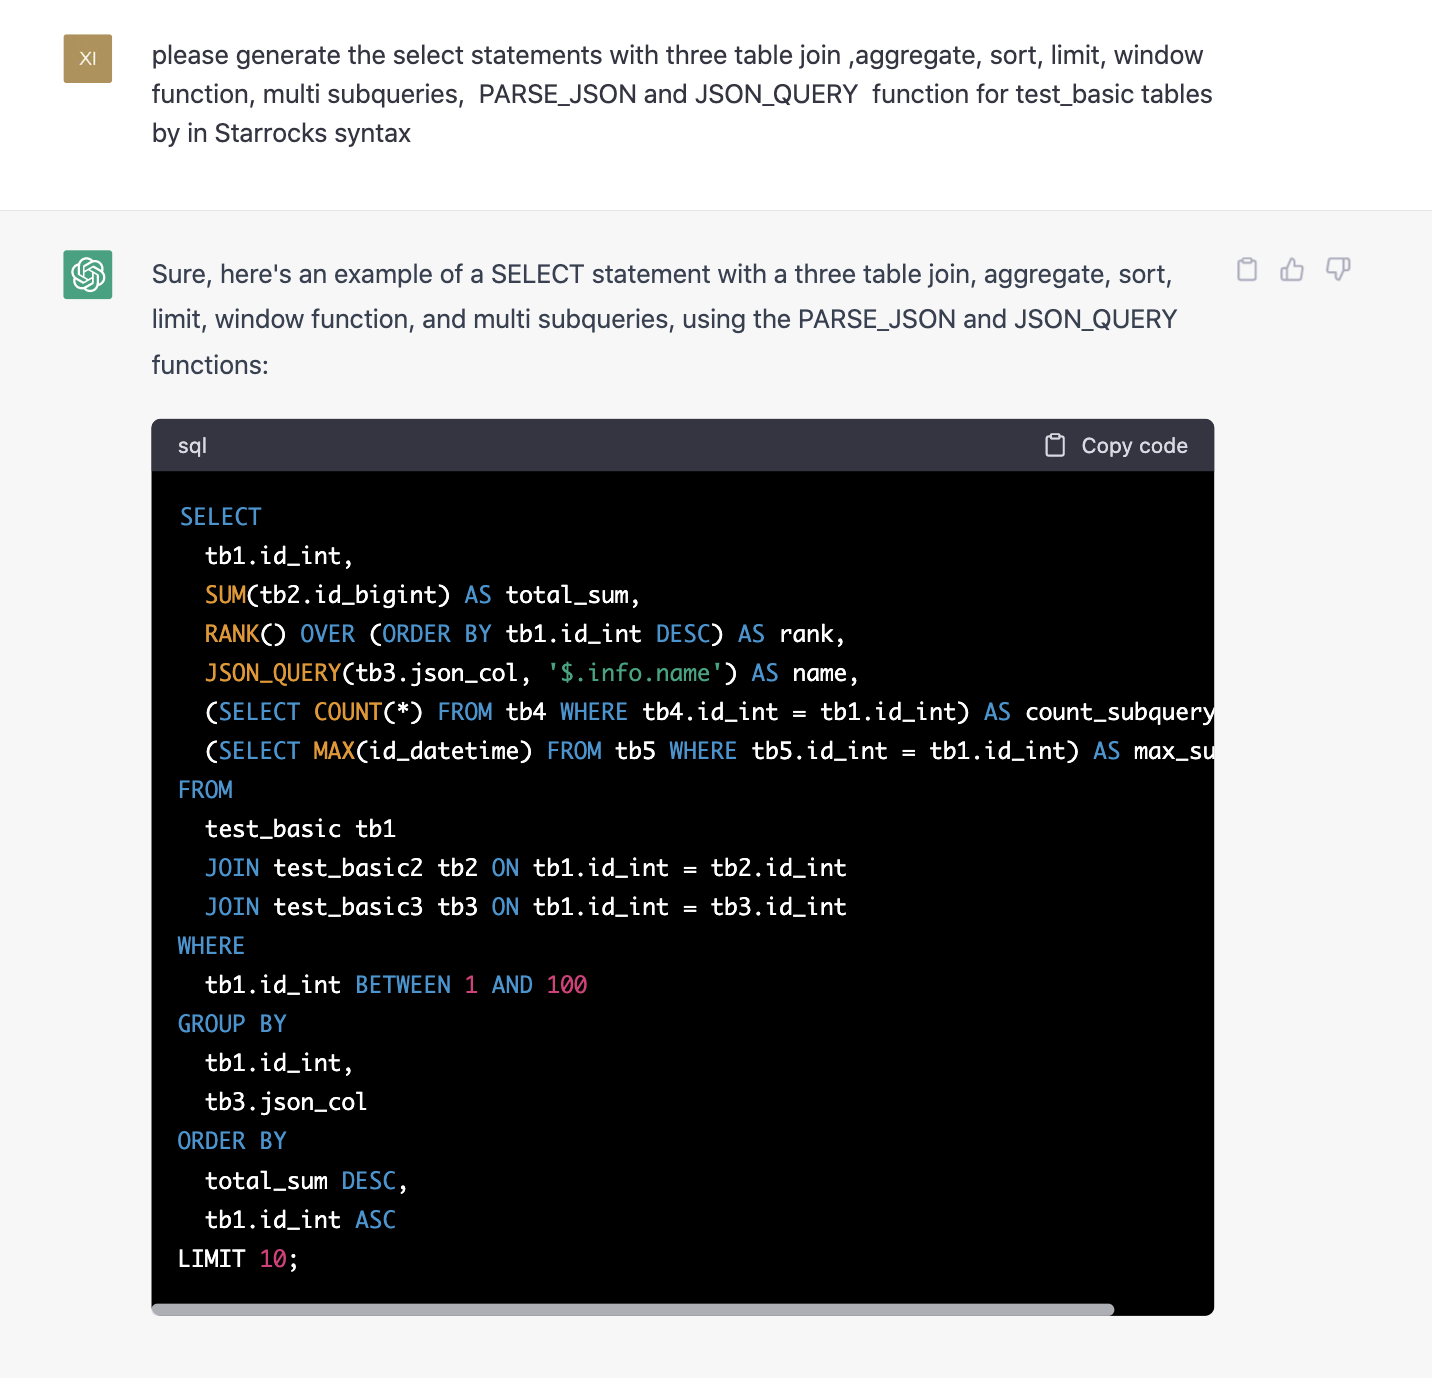 XI
please generate the select statements with three table join ,aggregate, sort, limit, window
function, multi subqueries,  PARSE_JSON and JSON_QUERY  function for test_basic tables
by in Starrocks syntax
Sure, here's an example of a SELECT statement with a three table join, aggregate, sort,
limit, window function, and multi subqueries, using the PARSE_JSON and JSON_QUERY
functions:
sql Copy code
SELECT
  tb1.id_int,
  SUM(tb2.id_bigint) AS total_sum,
  RANK() OVER (ORDER BY tb1.id_int DESC) AS rank,
  JSON_QUERY(tb3.json_col, '$.info.name') AS name,
  (SELECT COUNT(*) FROM tb4 WHERE tb4.id_int = tb1.id_int) AS count_subquery
  (SELECT MAX(id_datetime) FROM tb5 WHERE tb5.id_int = tb1.id_int) AS max_su
FROM
  test_basic tb1
  JOIN test_basic2 tb2 ON tb1.id_int = tb2.id_int
  JOIN test_basic3 tb3 ON tb1.id_int = tb3.id_int
WHERE
  tb1.id_int BETWEEN 1 AND 100
GROUP BY
  tb1.id_int,
  tb3.json_col
ORDER BY
  total_sum DESC,
  tb1.id_int ASC
LIMIT 10;